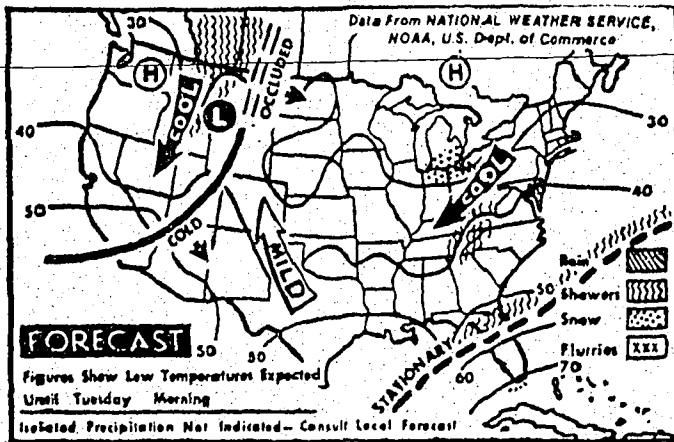 30
Data From NATIONAL WEATHER SERVICE,
NOAA, U.S. Dept. of Commerce
H
H
COOL
L
OCCLUDED
40
30
COOL
40
50
COLD
MILD
50
Rain
Showers
Snow
Flurries
XXX
STATIONARY
60
70
FORECAST
50
50
Figures Show Low Temperatures Expected
Until Tuesday Morning
Isolated Precipitation Not Indicated – Consult Local Forecast